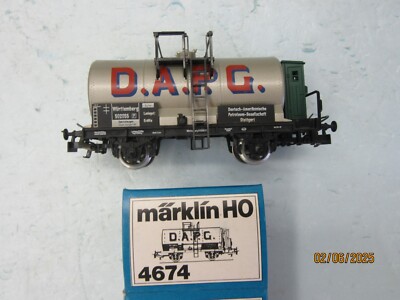 D.A.P.G.
Württemberg
Deutsch-Amerikanische
Petroleum-Gesellschaft
Stuttgart
märklin HO
D.A.P.G.
4674
02/06/2025